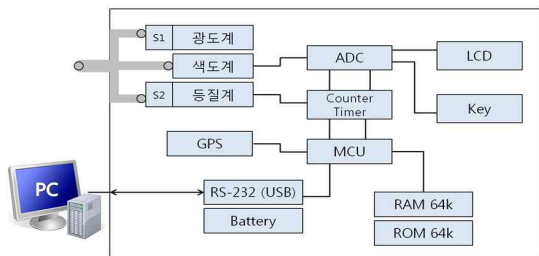 S1 광도계
색도계
S2 등질계
ADC
LCD
Counter
Timer
Key
GPS
MCU
PC
RS-232 (USB)
Battery
RAM 64k
ROM 64k